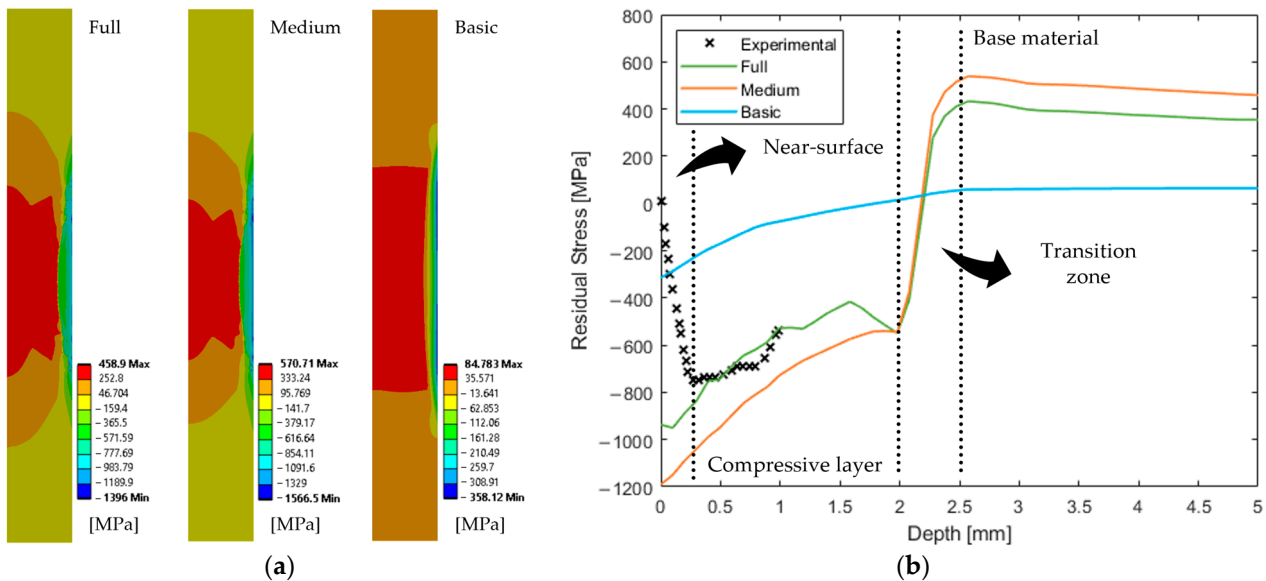 Full
458.9 Max
252.8
46.704
−159.4
−365.5
−571.59
−777.69
−983.79
−1189.9
−1396 Min
[MPa]
Medium
570.71 Max
333.24
95.769
−141.7
−379.17
−616.64
−854.11
−1091.6
−1329
−1566.5 Min
[MPa]
Basic
84.783 Max
35.571
−13.641
−62.853
−112.06
−161.28
−210.49
−259.7
−308.91
−358.12 Min
[MPa]
(a)
Residual Stress [MPa]
800
600
400
200
0
−200
−400
−600
−800
−1000
−1200
Experimental
Full
Medium
Basic
Near-surface
Base material
Transition
zone
Compressive layer
0
0.5
1
1.5
2
2.5
3
3.5
4
4.5
5
Depth [mm]
(b)